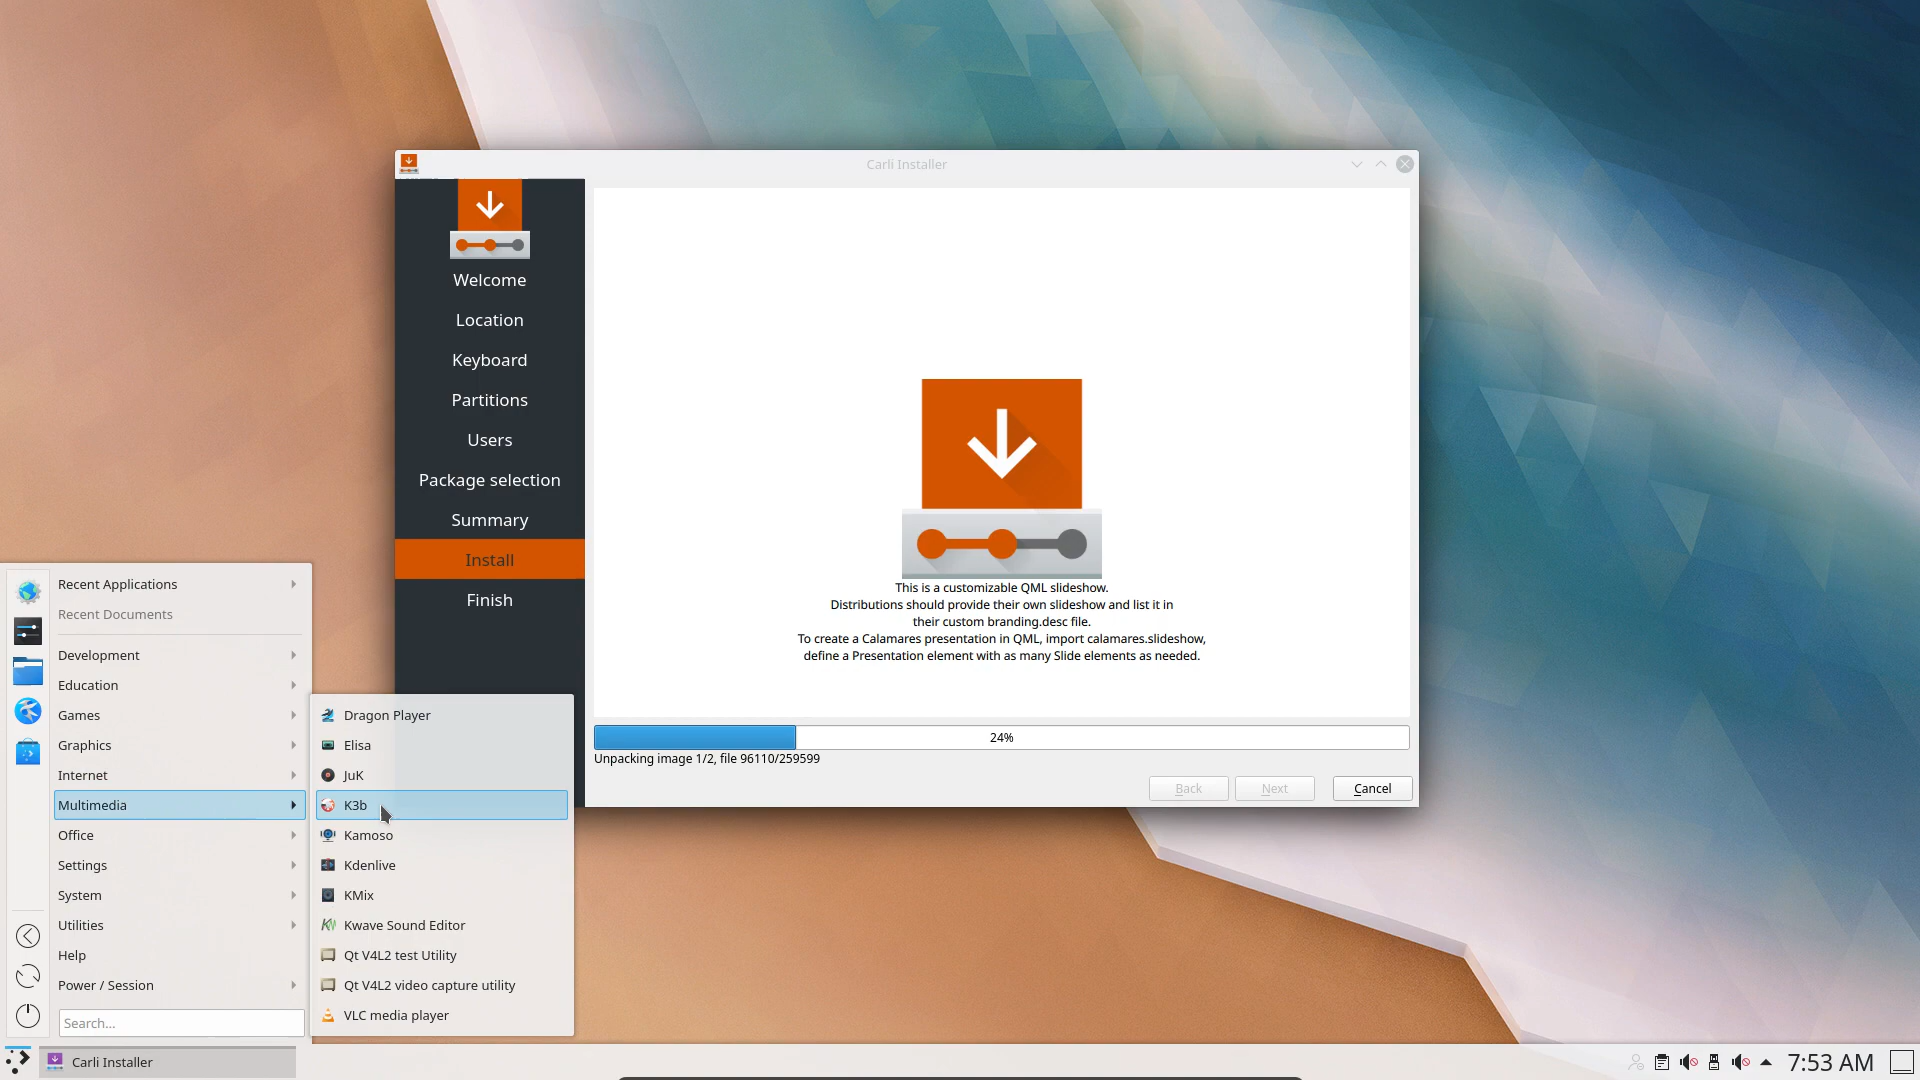 Carli Installer
Welcome
Location
Keyboard
Partitions
Users
Package selection
Summary
Install
Finish
This is a customizable QML slideshow.
Distributions should provide their own slideshow and list it in
their custom branding.desc file.
To create a Calamares presentation in QML, import calamares.slideshow,
define a Presentation element with as many Slide elements as needed.
24%
Unpacking image 1/2, file 96110/259599
Back
Next
Cancel
Recent Applications
Recent Documents
Development
Education
Games
Graphics
Internet
Multimedia
Office
Settings
System
Utilities
Help
Power / Session
Search...
Dragon Player
Elisa
JuK
K3b
Kamoso
Kdenlive
KMix
Kwave Sound Editor
Qt V4L2 test Utility
Qt V4L2 video capture utility
VLC media player
Carli Installer
7:53 AM